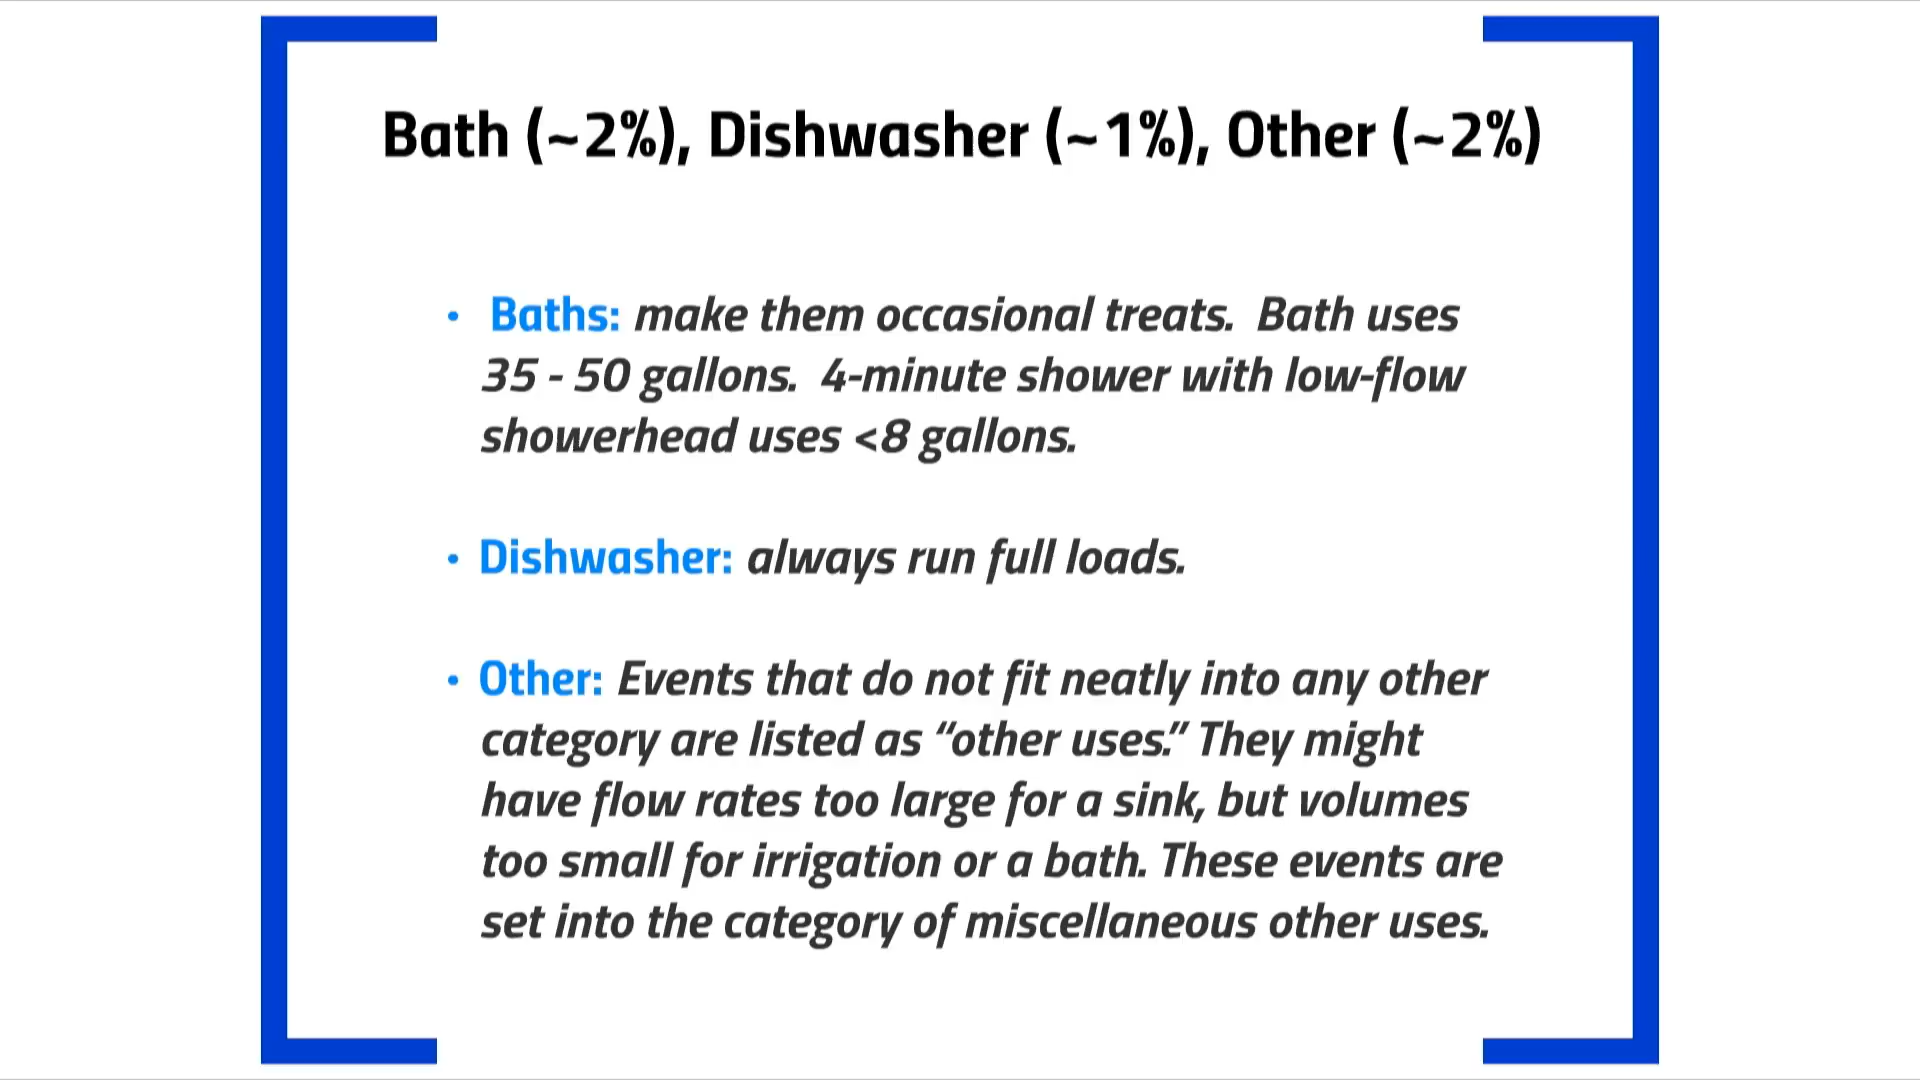 Bath (~2%), Dishwasher (~1%), Other (~2%)
• Baths: make them occasional treats.  Bath uses
35 - 50 gallons.  4-minute shower with low-flow
showerhead uses <8 gallons.
• Dishwasher: always run full loads.
• Other: Events that do not fit neatly into any other
category are listed as “other uses.” They might
have flow rates too large for a sink, but volumes
too small for irrigation or a bath. These events are
set into the category of miscellaneous other uses.